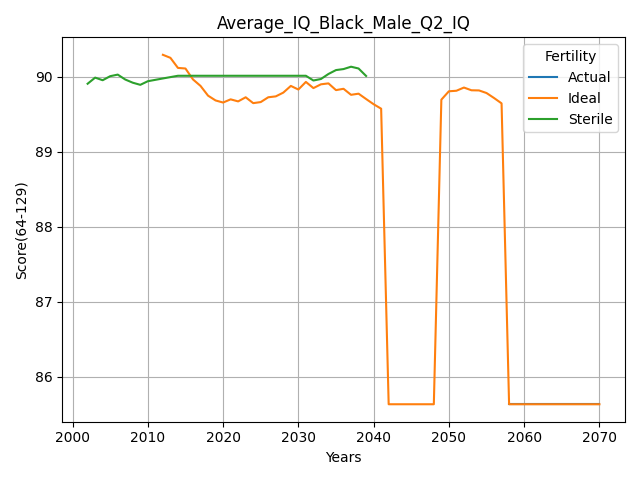 Average_IQ_Black_Male_Q2_IQ
Score(64-129)
90
89
88
87
86
2000 2010 2020 2030 2040 2050 2060 2070
Years
Fertility
Actual
Ideal
Sterile